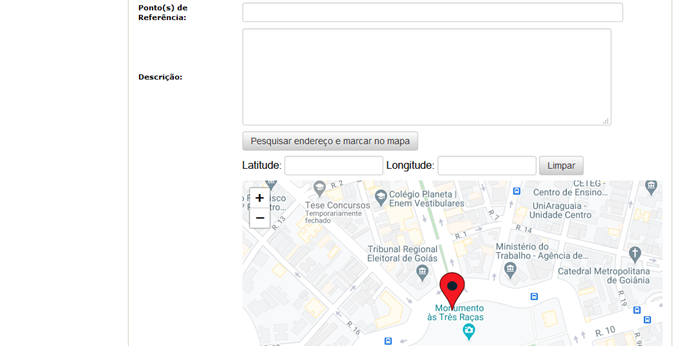 Ponto(s) de
Referência:
Descrição:
Pesquisar endereço e marcar no mapa
Latitude: Longitude: Limpar
+
−
R. 2
Tese Concursos
Temporariamente
fechado
Colégio Planeta |
Enem Vestibulares
CETEG -
Centro de Ensino...
UniAraguaia -
Unidade Centro
R. 1
R. 14
R. 13
Tribunal Regional
Eleitoral de Goiás
Ministério do
Trabalho - Agência de...
Catedral Metropolitana
de Goiânia
Monumento
às Três Raças
R. 16
R. 10